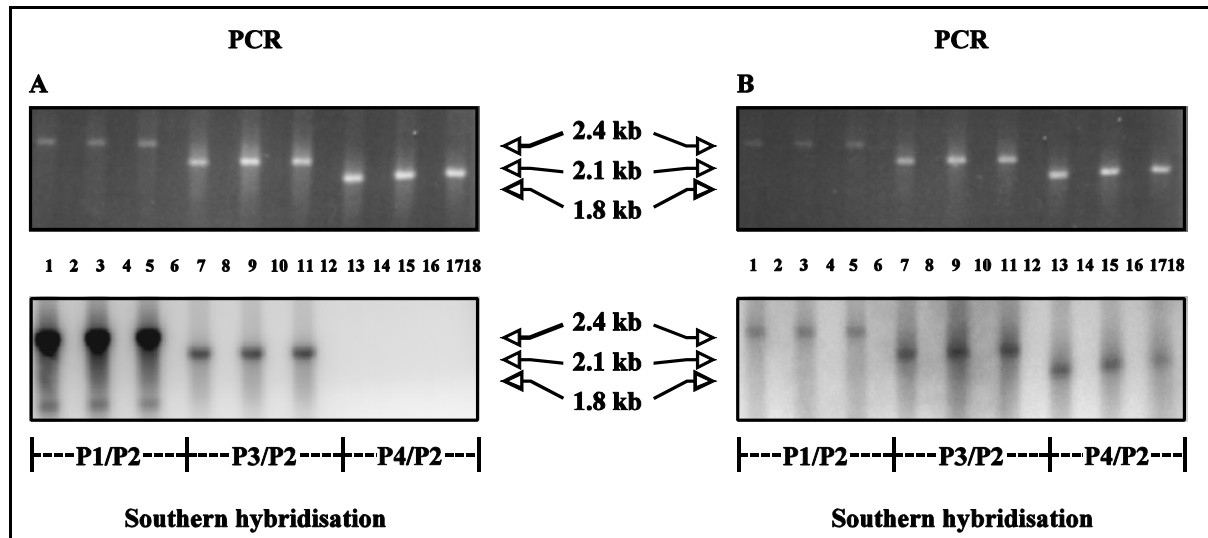 PCR PCR
A B
2.4 kb
2.1 kb
1.8 kb
1 2 3 4 5 6 7 8 9 10 11 12 13 14 15 16 1718 1 2 3 4 5 6 7 8 9 10 11 12 13 14 15 16 1718
2.4 kb
2.1 kb
1.8 kb
P1/P2 P3/P2 P4/P2 P1/P2 P3/P2 P4/P2
Southern hybridisation Southern hybridisation